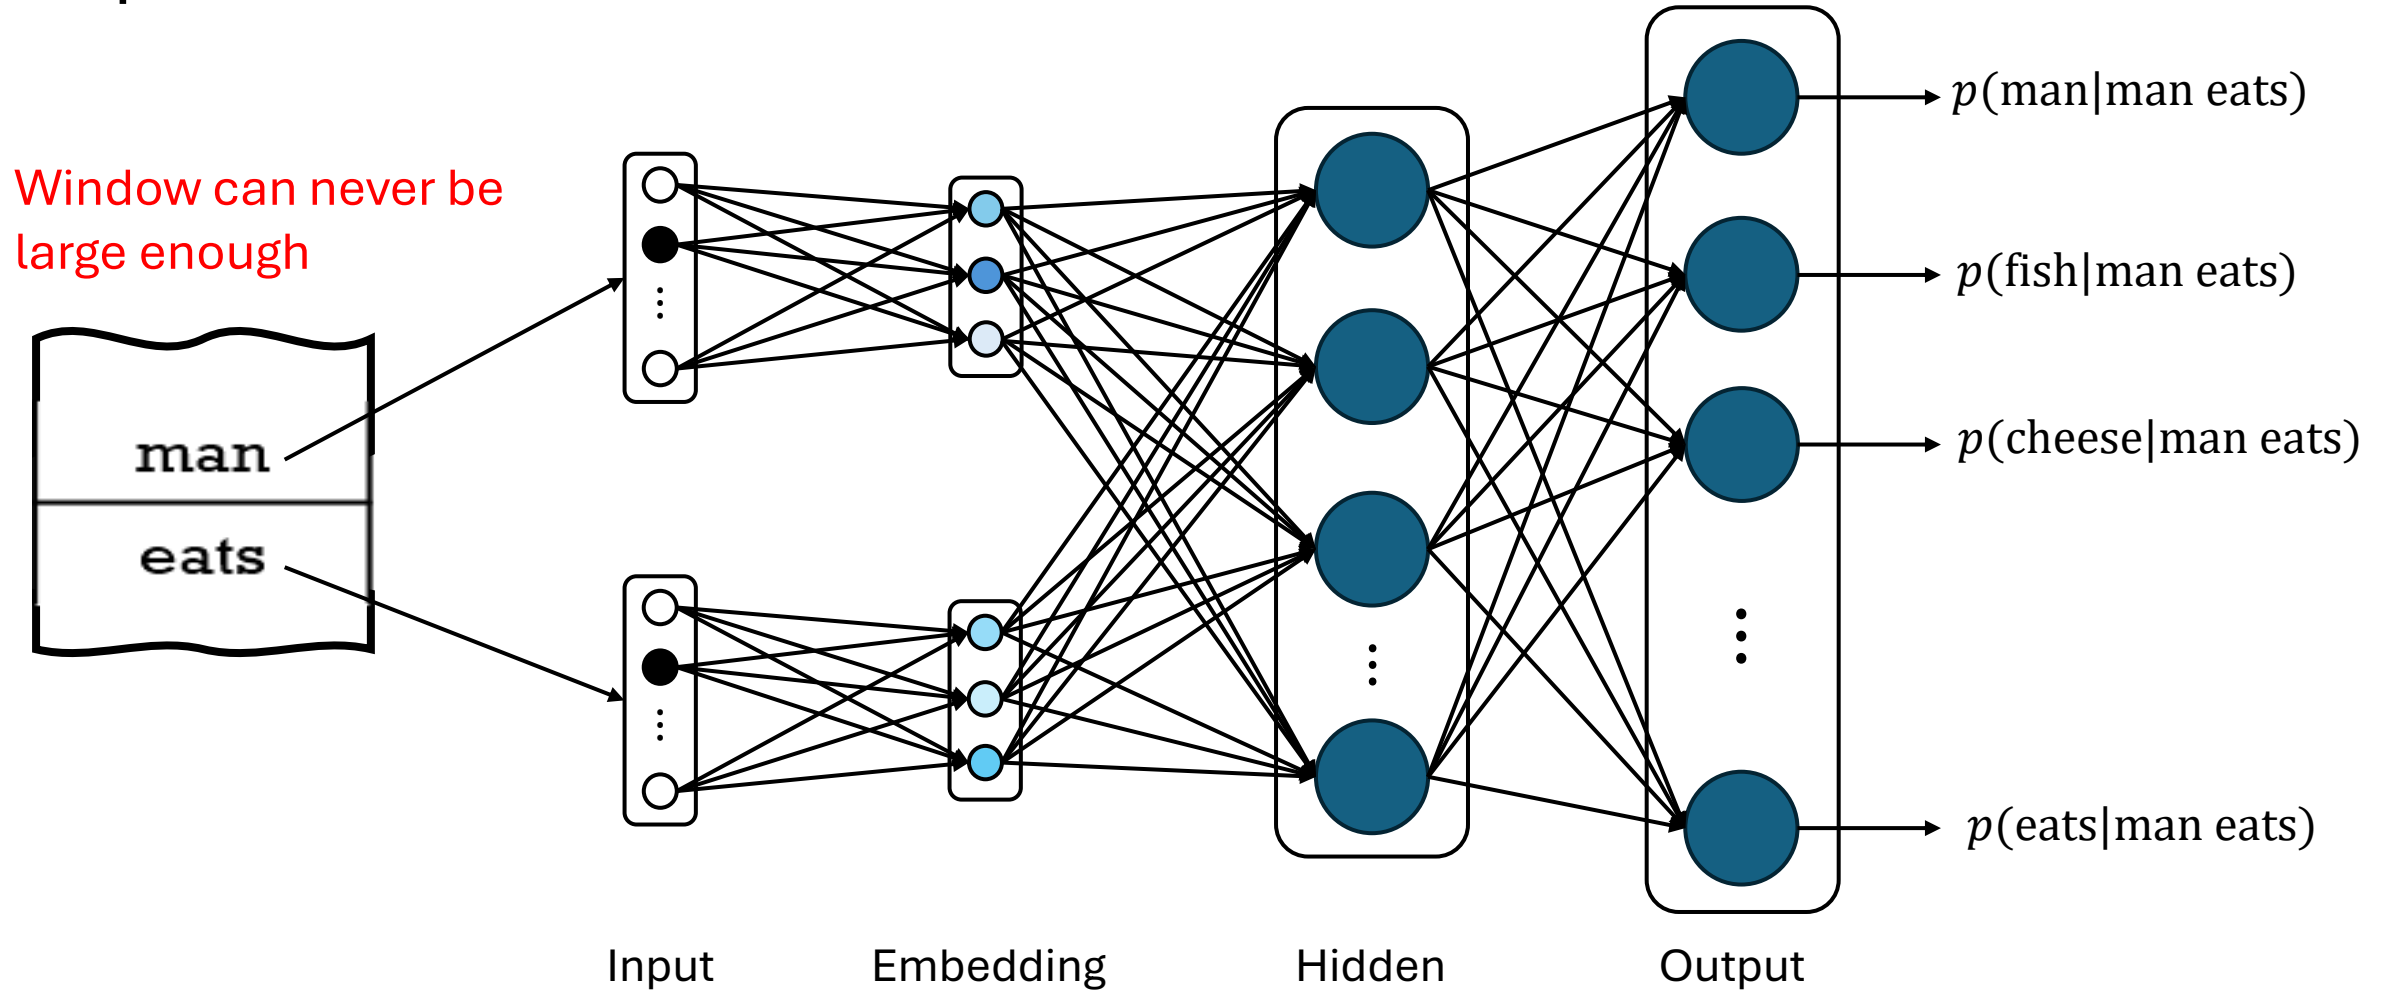 Window can never be
large enough
man
eats
p(man|man eats)
p(fish|man eats)
p(cheese|man eats)
p(eats|man eats)
Input
Embedding
Hidden
Output